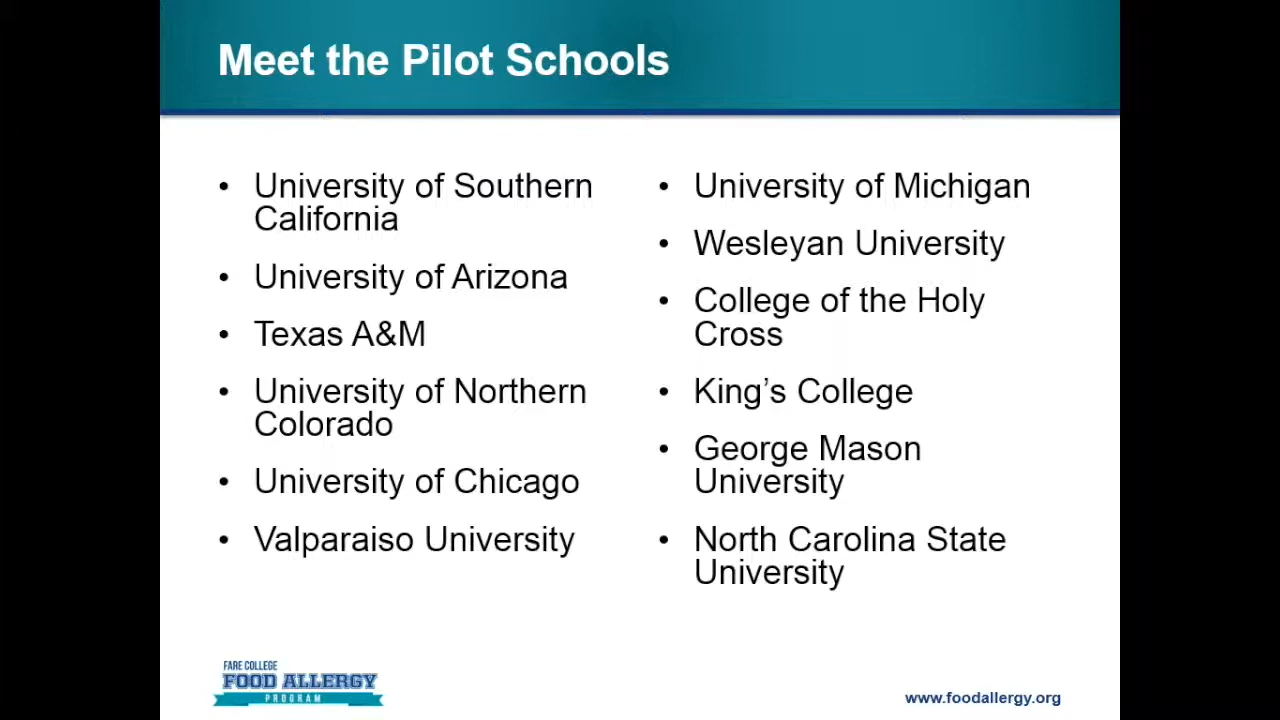 Meet the Pilot Schools
• University of Southern
California
• University of Arizona
• Texas A&M
• University of Northern
Colorado
• University of Chicago
• Valparaiso University
• University of Michigan
• Wesleyan University
• College of the Holy
Cross
• King’s College
• George Mason
University
• North Carolina State
University
FARE COLLEGE
FOOD ALLERGY
PROGRAM
www.foodallergy.org